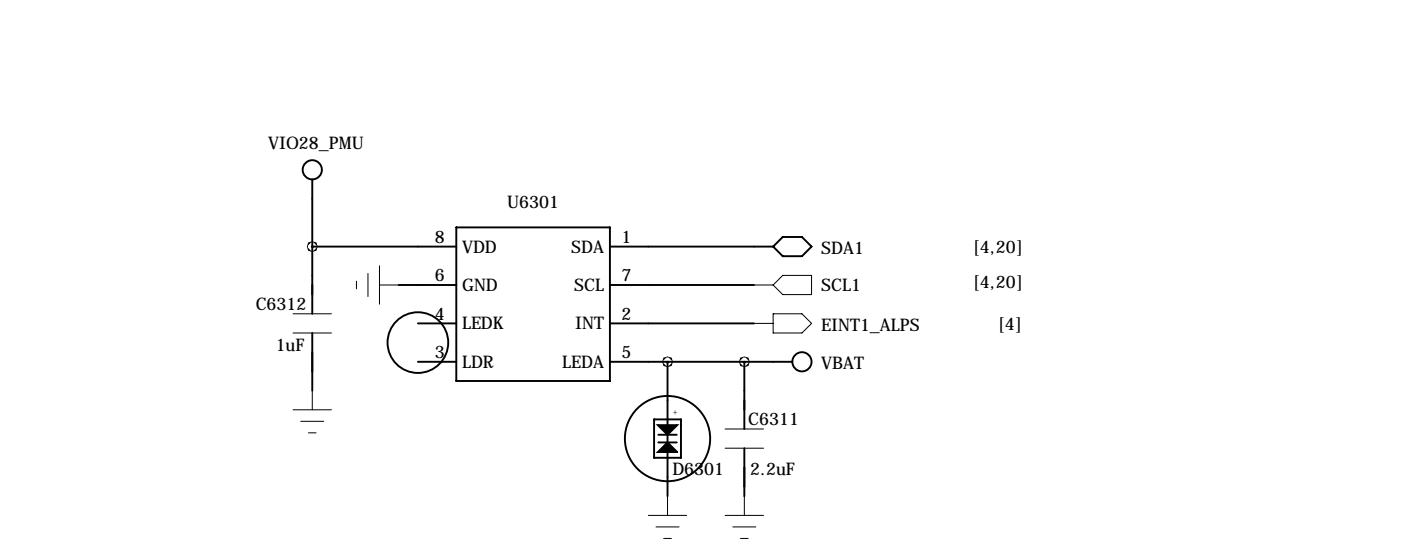 VIO28_PMU
U6301
8 VDD SDA 1 SDA1 [4,20]
6 GND SCL 7 SCL1 [4,20]
C6312
4 LEDK INT 2 EINT1_ALPS [4]
1uF
3 LDR LEDA 5 VBAT
+
C6311
D6301 2.2uF